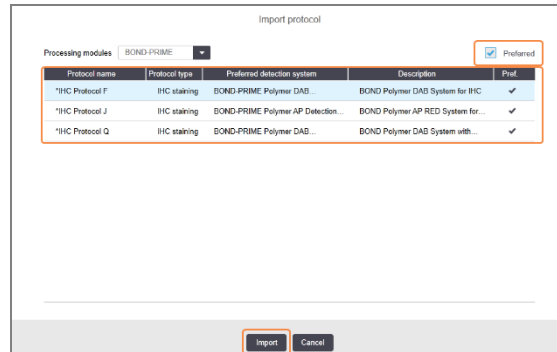 Import protocol
Processing modules BOND-PRIME Preferred
Protocol name Protocol type Preferred detection system Description Pref.
*IHC Protocol F IHC staining BOND-PRIME Polymer DAB... BOND Polymer DAB System for IHC
*IHC Protocol J IHC staining BOND-PRIME Polymer AP Detection... BOND Polymer AP RED System for...
*IHC Protocol Q IHC staining BOND-PRIME Polymer DAB... BOND Polymer DAB System with...
Import Cancel